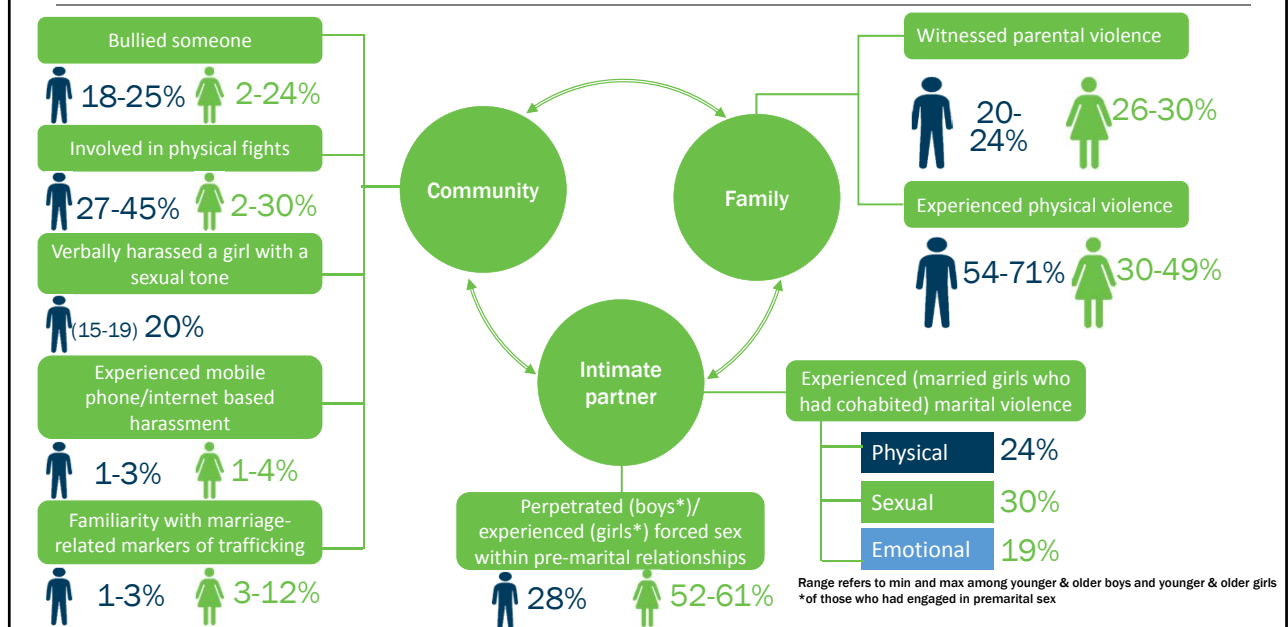 Bullied someone
18-25% 2-24%
Involved in physical fights
27-45% 2-30%
Verbally harassed a girl with a
sexual tone
(15-19) 20%
Experienced mobile
phone/internet based
harassment
1-3% 1-4%
Familiarity with marriage-
related markers of trafficking
1-3% 3-12%
Community
Family
Intimate
partner
Witnessed parental violence
20-
24%
26-30%
Experienced physical violence
54-71% 30-49%
Perpetrated (boys*)/
experienced (girls*) forced sex
within pre-marital relationships
28% 52-61%
Experienced (married girls who
had cohabited) marital violence
Physical 24%
Sexual 30%
Emotional 19%
Range refers to min and max among younger & older boys and younger & older girls
*of those who had engaged in premarital sex